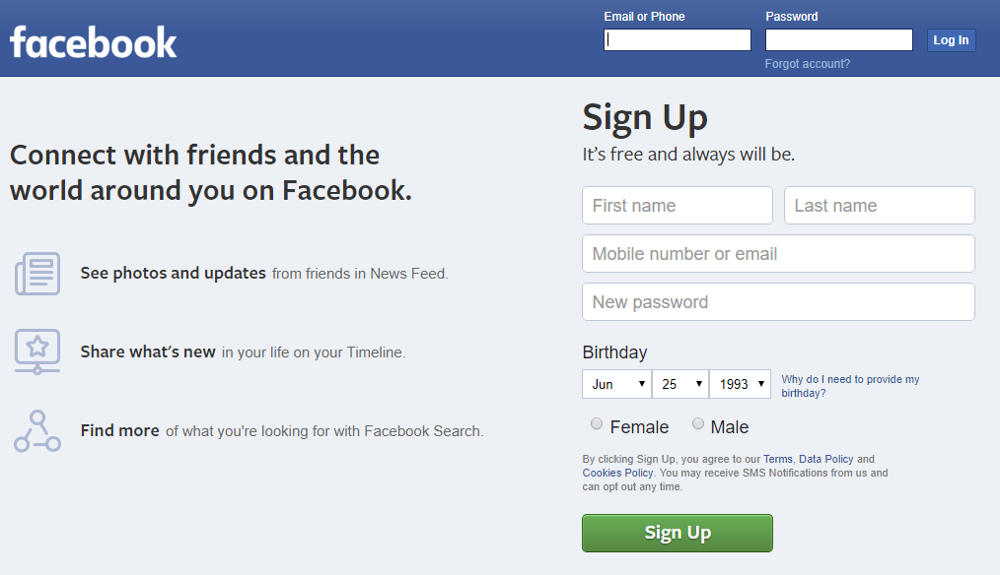 facebook
Email or Phone
Password
Log In
Forgot account?
Connect with friends and the
world around you on Facebook.
See photos and updates from friends in News Feed.
Share what's new in your life on your Timeline.
Find more of what you're looking for with Facebook Search.
Sign Up
It's free and always will be.
First name
Last name
Mobile number or email
New password
Birthday
Jun 25 1993
Why do I need to provide my
birthday?
Female Male
By clicking Sign Up, you agree to our Terms, Data Policy and
Cookies Policy. You may receive SMS Notifications from us and
can opt out any time.
Sign Up